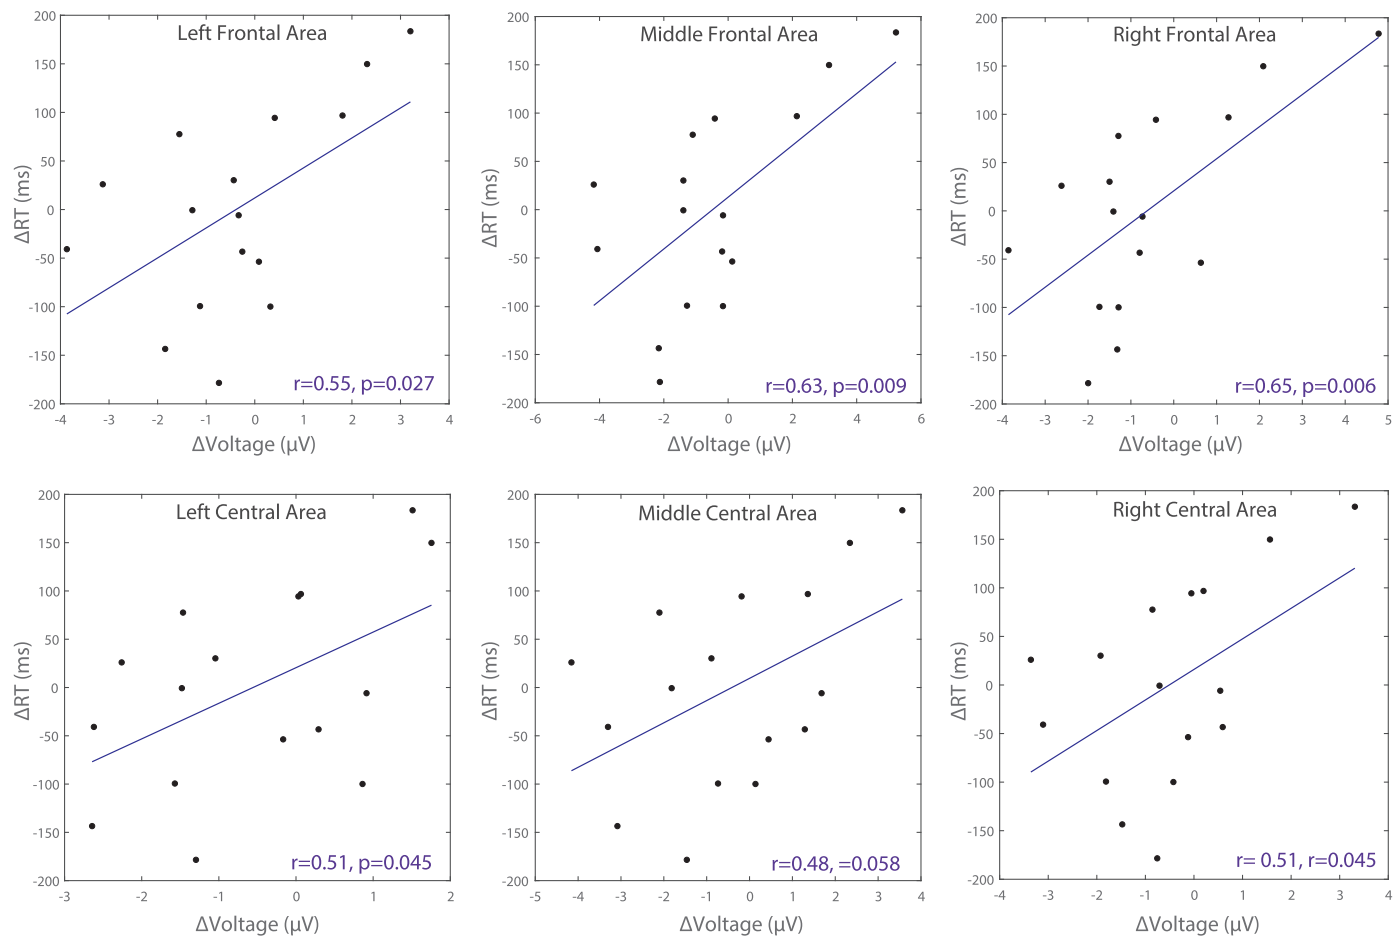 Left Frontal Area
200
150
100
50
0
-50
-100
-150
-200
ΔRT (ms)
r=0.55, p=0.027
-4 -3 -2 -1 0 1 2 3 4
ΔVoltage (μV)
Middle Frontal Area
200
150
100
50
0
-50
-100
-150
-200
ΔRT (ms)
r=0.63, p=0.009
-6 -4 -2 0 2 4 6
ΔVoltage (μV)
Right Frontal Area
200
150
100
50
0
-50
-100
-150
-200
ΔRT (ms)
r=0.65, p=0.006
-4 -3 -2 -1 0 1 2 3 4 5
ΔVoltage (μV)
Left Central Area
200
150
100
50
0
-50
-100
-150
-200
ΔRT (ms)
r=0.51, p=0.045
-3 -2 -1 0 1 2
ΔVoltage (μV)
Middle Central Area
200
150
100
50
0
-50
-100
-150
-200
ΔRT (ms)
r=0.48, =0.058
-5 -4 -3 -2 -1 0 1 2 3 4
ΔVoltage (μV)
Right Central Area
200
150
100
50
0
-50
-100
-150
-200
ΔRT (ms)
r= 0.51, r=0.045
-4 -3 -2 -1 0 1 2 3 4
ΔVoltage (μV)